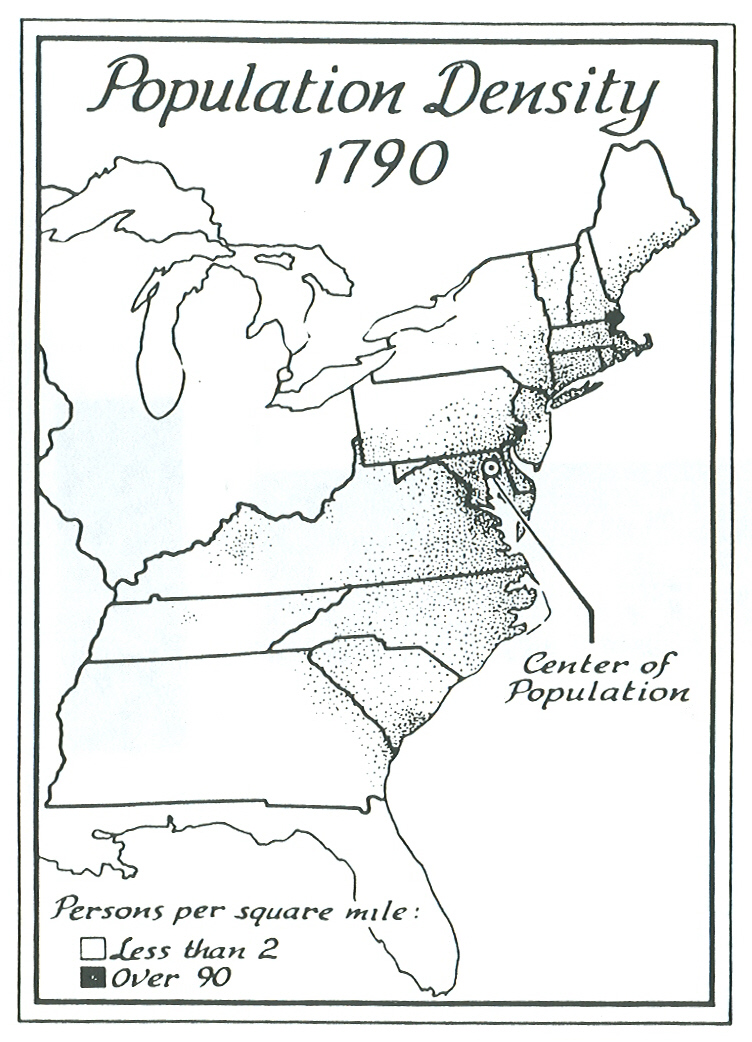 Population Density
1790
Center of
Population
Persons per square mile:
Less than 2
Over 90